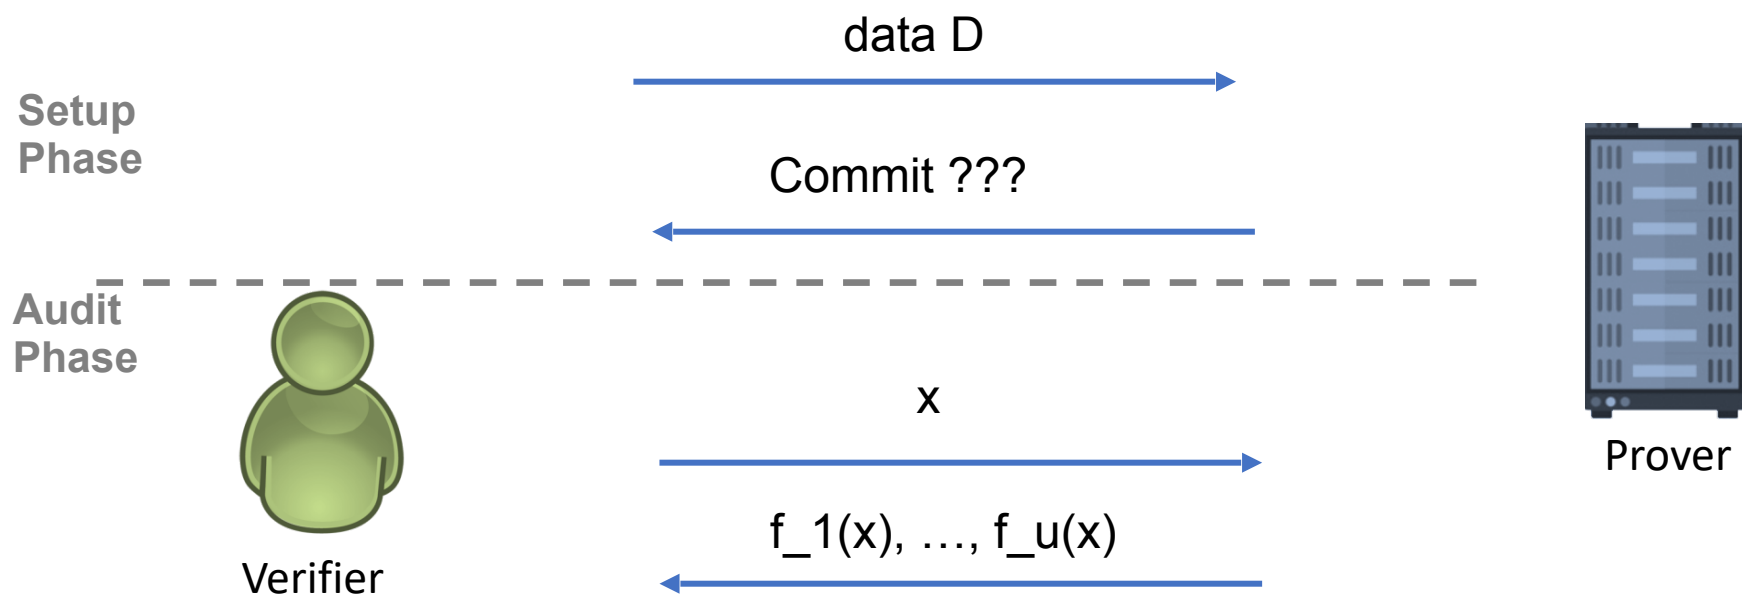 data D
Setup
Phase
Commit ???
Audit
Phase
x
Prover
f_1(x), …, f_u(x)
Verifier